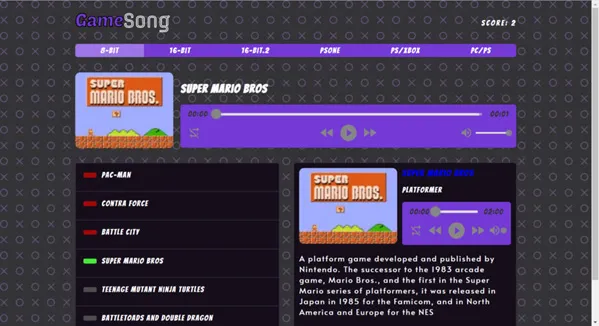 GameSong
SCORE: 2
8-BIT
16-BIT
16-BIT.2
PSONE
PS/XBOX
PC/PS
SUPER
MARIO BROS.
SUPER MARIO BROS
00:00
00:01
PAC-MAN
CONTRA FORCE
BATTLE CITY
SUPER MARIO BROS
TEENAGE MUTANT NINJA TURTLES
BATTLETOADS AND DOUBLE DRAGON
SUPER
MARIO BROS.
SUPER MARIO BROS
PLATFORMER
00:00
A platform game developed and published by
Nintendo. The successor to the 1983 arcade
game, Mario Bros., and the first in the Super
Mario series of platformers, it was released in
Japan in 1985 for the Famicom, and in North
America and Europe for the NES